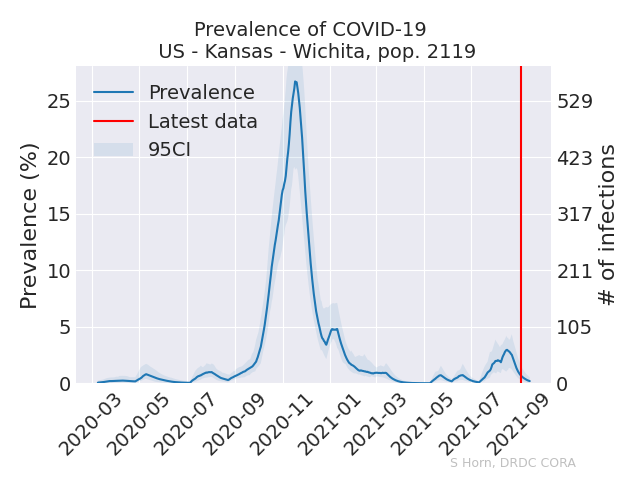 Prevalence of COVID-19
US - Kansas - Wichita, pop. 2119
Prevalence
Latest data
95CI
Prevalence (%)
25
20
15
10
5
0
529
423
317
211
105
0
# of infections
2020-03
2020-05
2020-07
2020-09
2020-11
2021-01
2021-03
2021-05
2021-07
2021-09
S Horn, DRDC CORA